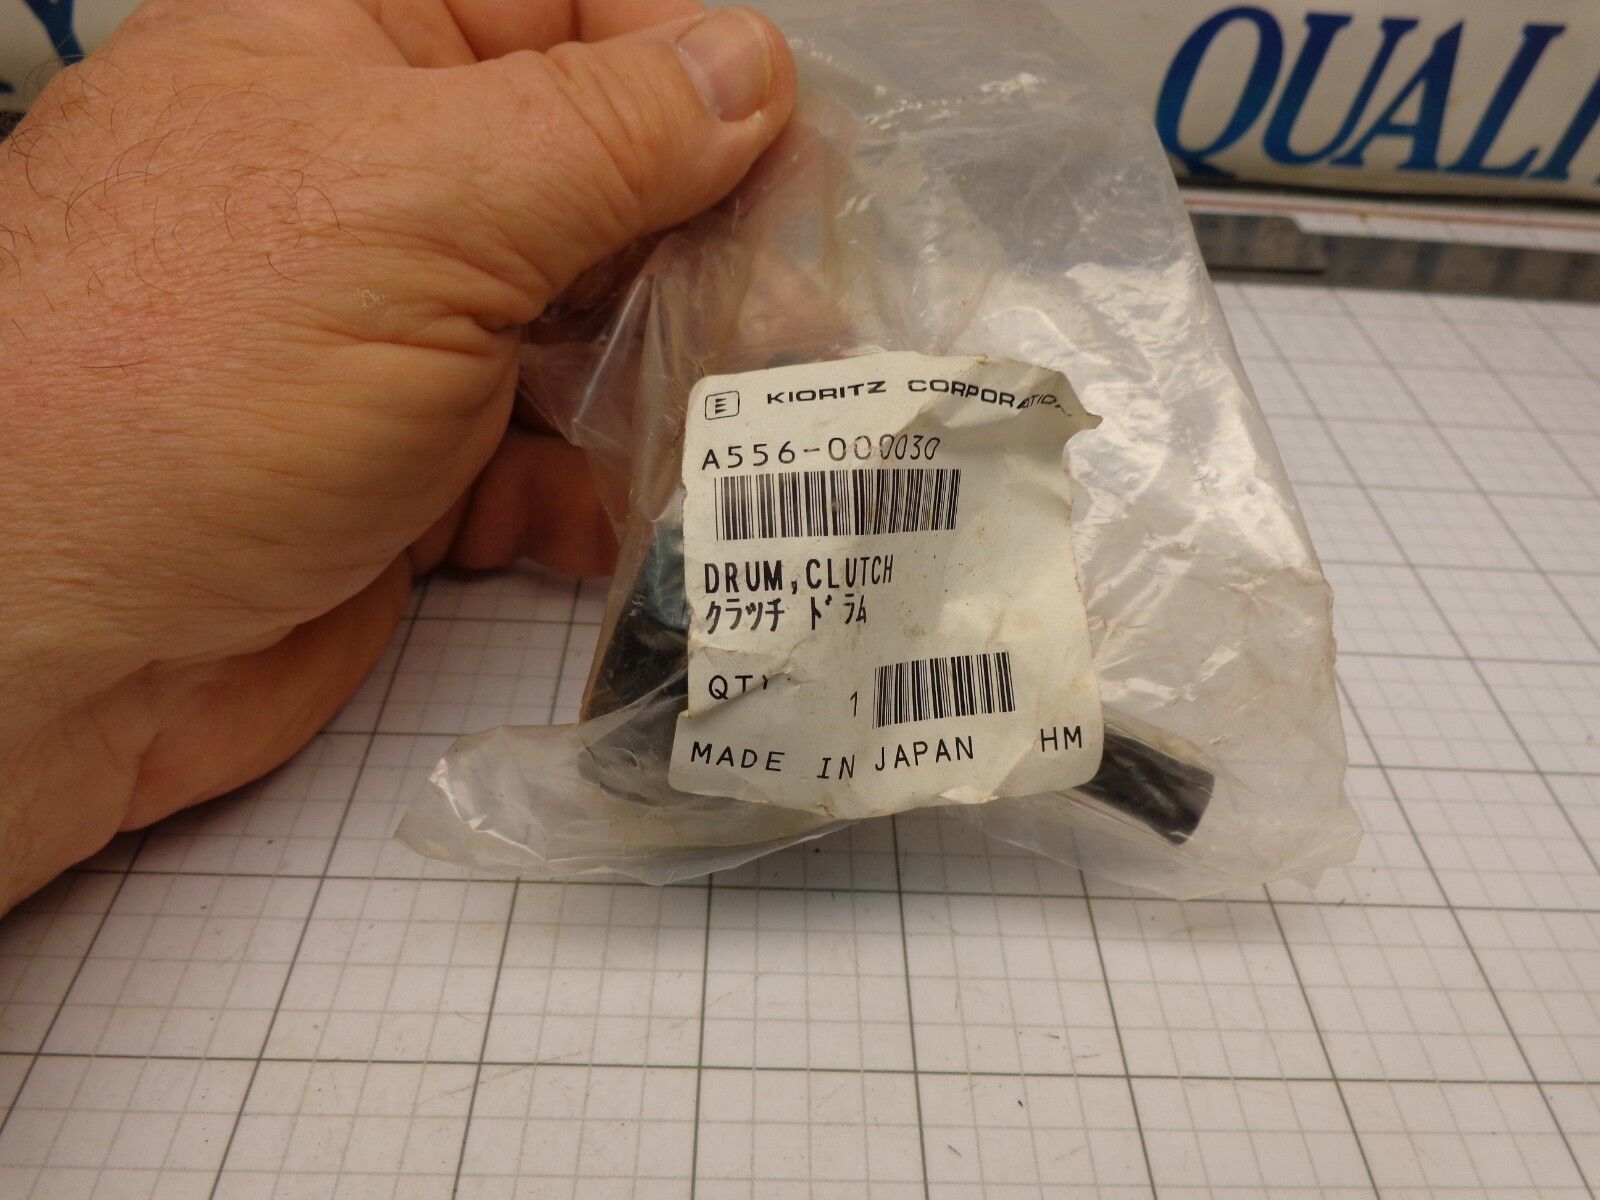 QUALI
KIORITZ CORPORATION
A556-000030
DRUM,CLUTCH
クラッチ ドラム
QTY 1
MADE IN JAPAN HM